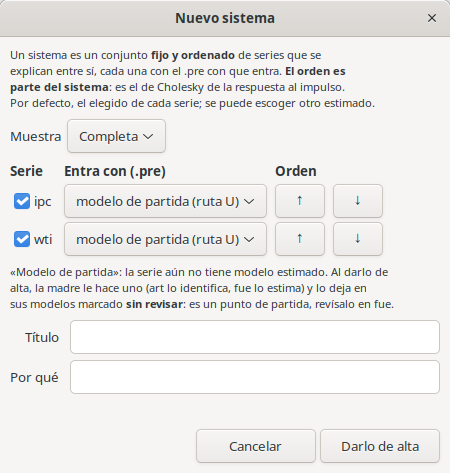 Nuevo sistema ×
Un sistema es un conjunto fijo y ordenado de series que se
explican entre sí, cada una con el .pre con que entra. El orden es
parte del sistema: es el de Cholesky de la respuesta al impulso.
Por defecto, el elegido de cada serie; se puede escoger otro estimado.
Muestra Completa
Serie Entra con (.pre) Orden
ipc modelo de partida (ruta U) ↑ ↓
wti modelo de partida (ruta U) ↑ ↓
«Modelo de partida»: la serie aún no tiene modelo estimado. Al darlo de
alta, la madre le hace uno (art lo identifica, fue lo estima) y lo deja en
sus modelos marcado sin revisar: es un punto de partida, revísalo en fue.
Título
Por qué
Cancelar Darlo de alta